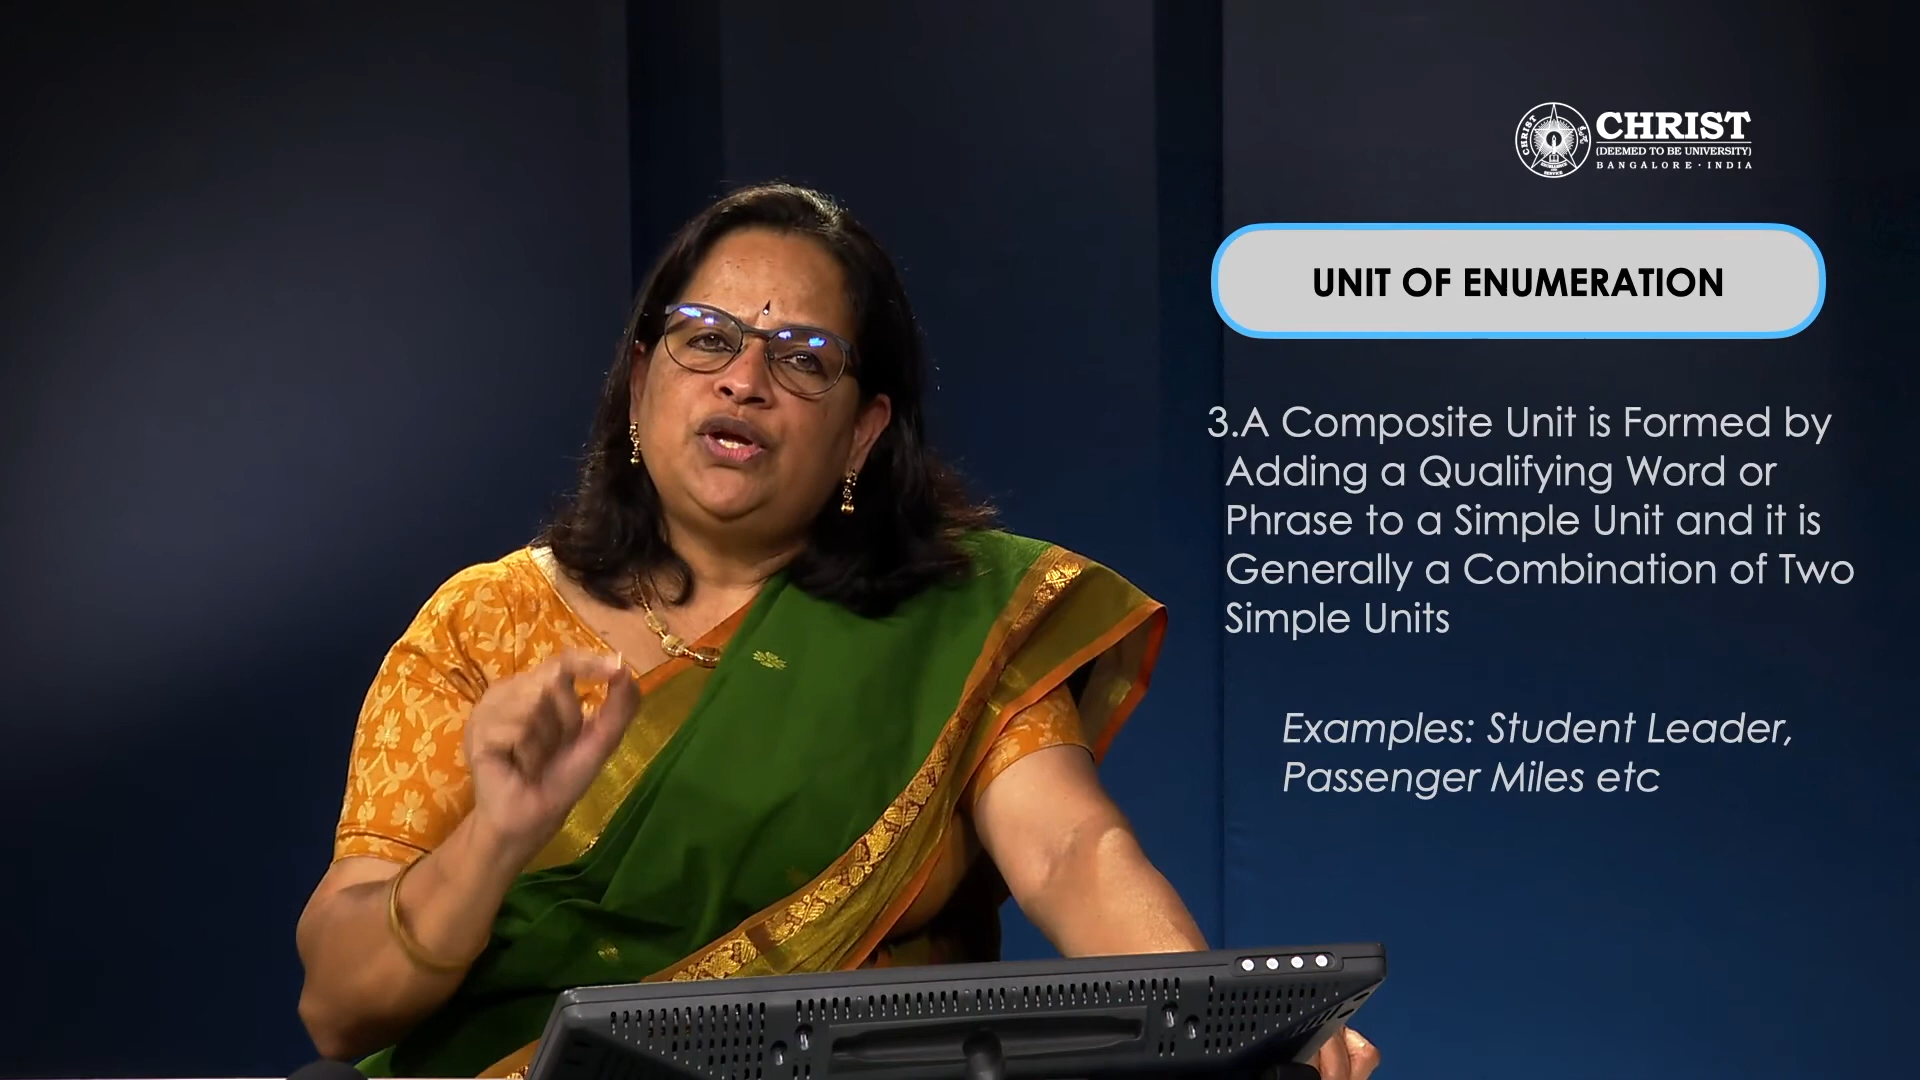 CHRIST
(DEEMED TO BE UNIVERSITY)
BANGALORE · INDIA
UNIT OF ENUMERATION
3.A Composite Unit is Formed by
Adding a Qualifying Word or
Phrase to a Simple Unit and it is
Generally a Combination of Two
Simple Units
Examples: Student Leader,
Passenger Miles etc